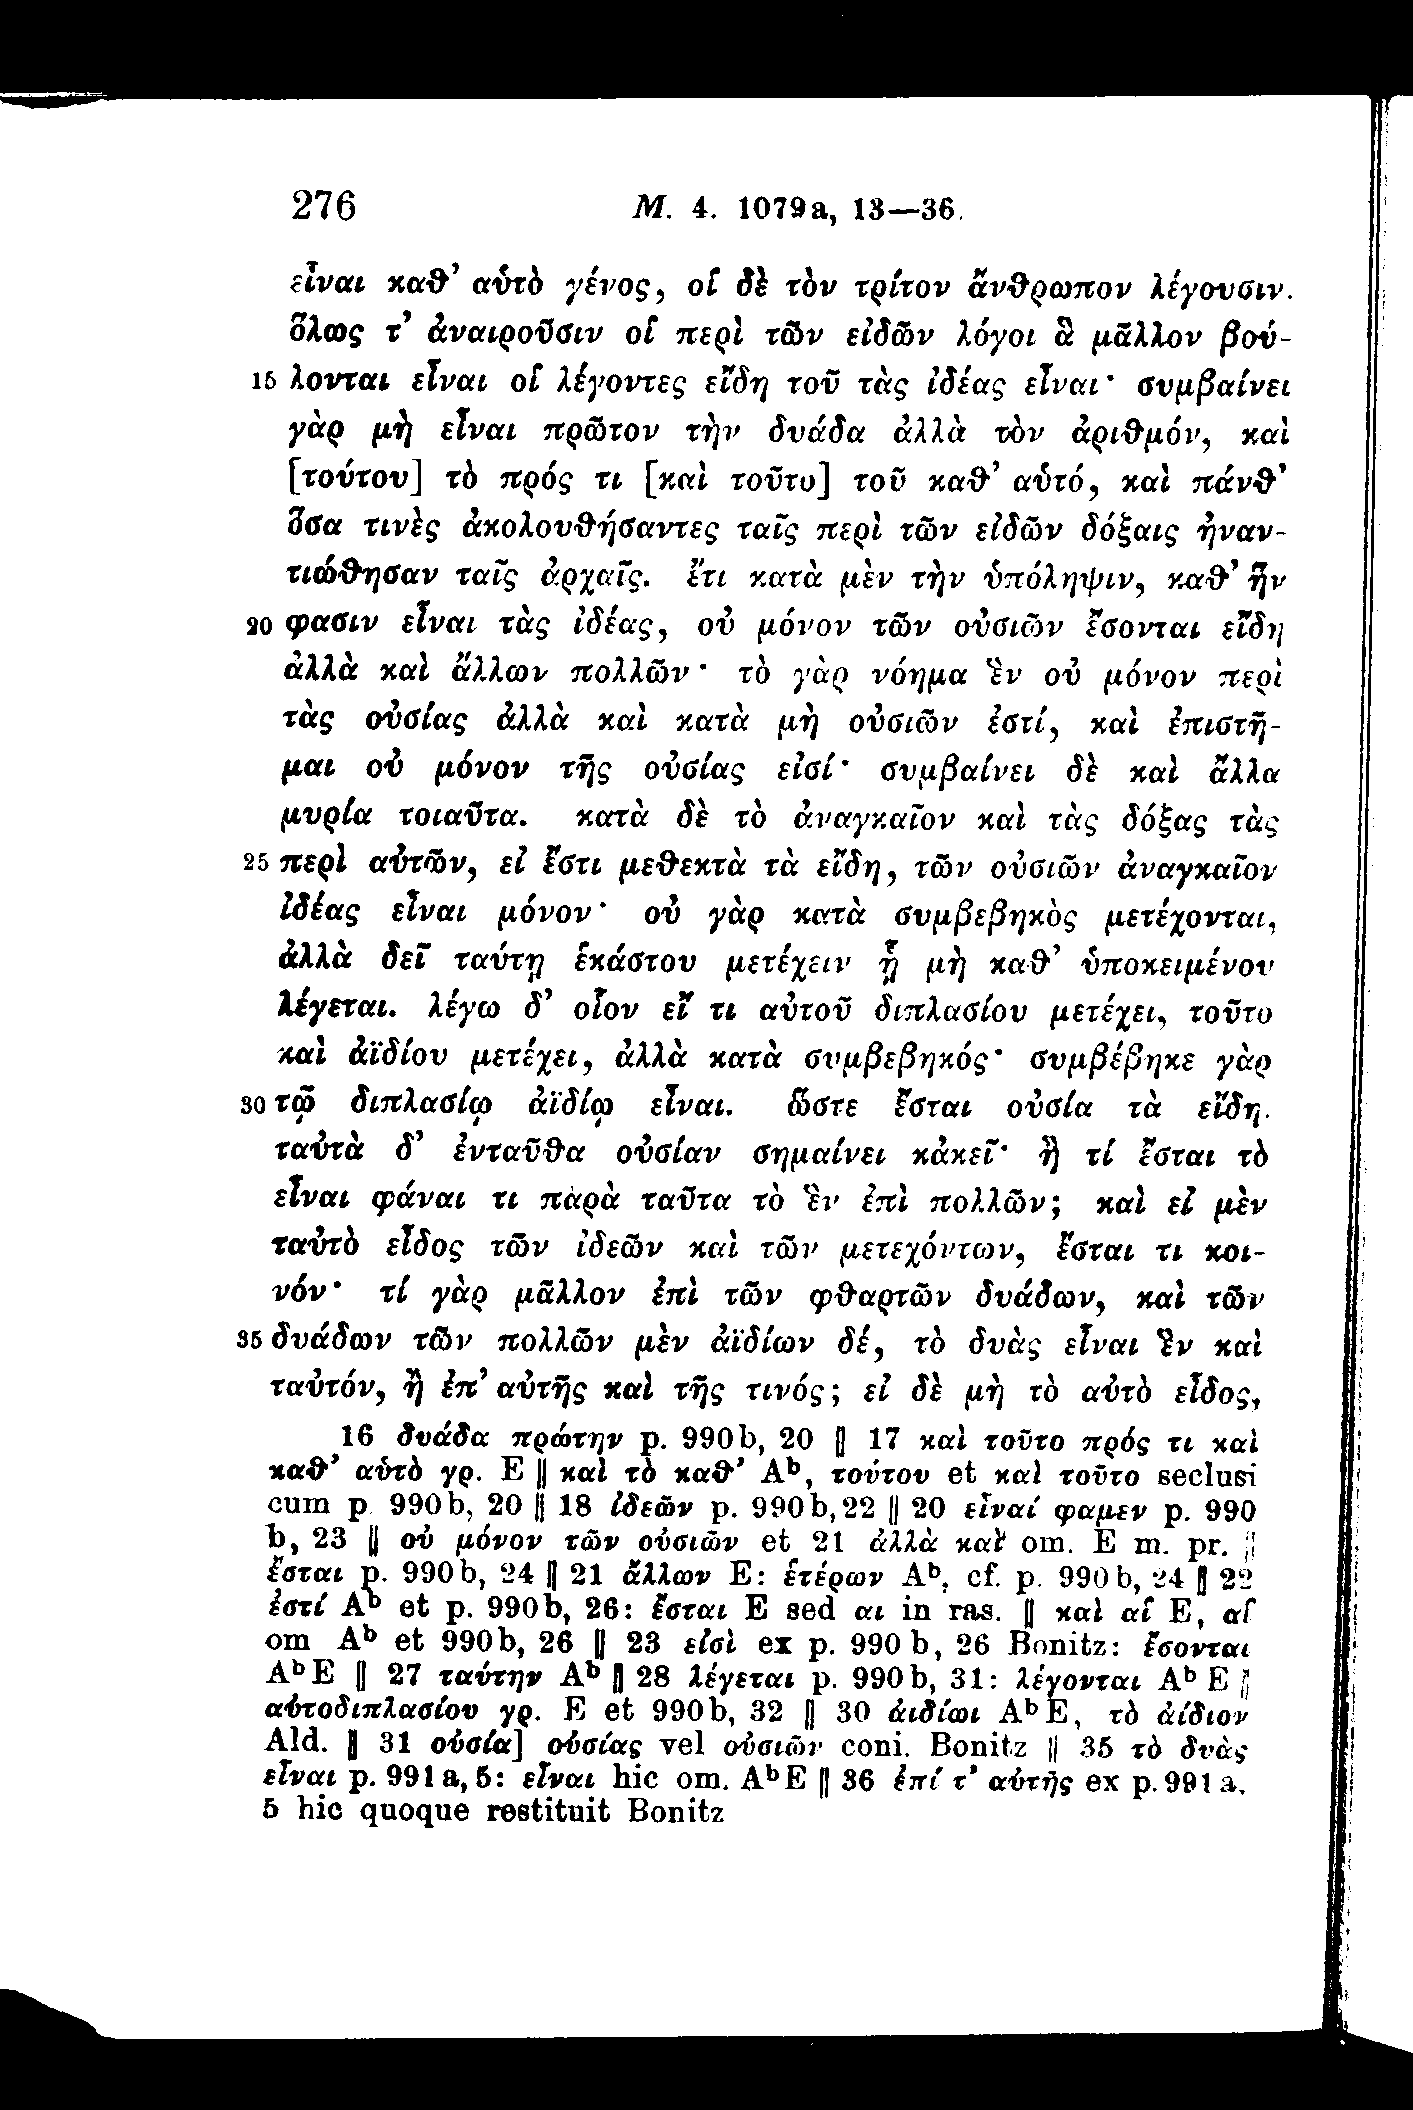 276 M. 4. 1079a, 13—36.
εἶναι καθ’ αὑτὸ γένος, οἳ δὲ τὸν τρίτον ἄνθρωπον λέγουσιν.
ὅλως τ’ ἀναιροῦσιν οἱ περὶ τῶν εἰδῶν λόγοι ἃ μᾶλλον βού-
15 λονται εἶναι οἱ λέγοντες εἴδη τοῦ τὰς ἰδέας εἶναι· συμβαίνει
γὰρ μὴ εἶναι πρῶτον τὴν δυάδα ἀλλὰ τὸν ἀριθμόν, καὶ
[τούτου] τὸ πρός τι [καὶ τοῦτο] τοῦ καθ’ αὑτό, καὶ πάνθ’
ὅσα τινὲς ἀκολουθήσαντες ταῖς περὶ τῶν εἰδῶν δόξαις ἠναν-
τιώθησαν ταῖς ἀρχαῖς. ἔτι κατὰ μὲν τὴν ὑπόληψιν, καθ’ ἣν
20 φασιν εἶναι τὰς ἰδέας, οὐ μόνον τῶν οὐσιῶν ἔσονται εἴδη
ἀλλὰ καὶ ἄλλων πολλῶν· τὸ γὰρ νόημα ἓν οὐ μόνον περὶ
τὰς οὐσίας ἀλλὰ καὶ κατὰ μὴ οὐσιῶν ἐστί, καὶ ἐπιστῆ-
μαι οὐ μόνον τῆς οὐσίας εἰσί· συμβαίνει δὲ καὶ ἄλλα
μυρία τοιαῦτα. κατὰ δὲ τὸ ἀναγκαῖον καὶ τὰς δόξας τὰς
25 περὶ αὐτῶν, εἰ ἔστι μεθεκτὰ τὰ εἴδη, τῶν οὐσιῶν ἀναγκαῖον
ἰδέας εἶναι μόνον· οὐ γὰρ κατὰ συμβεβηκὸς μετέχονται,
ἀλλὰ δεῖ ταύτῃ ἑκάστου μετέχειν ᾗ μὴ καθ’ ὑποκειμένου
λέγεται. λέγω δ’ οἷον εἴ τι αὐτοῦ διπλασίου μετέχει, τοῦτο
καὶ ἀϊδίου μετέχει, ἀλλὰ κατὰ συμβεβηκός· συμβέβηκε γὰρ
30 τῷ διπλασίῳ ἀϊδίῳ εἶναι. ὥστε ἔσται οὐσία τὰ εἴδη.
ταὐτὰ δ’ ἐνταῦθα οὐσίαν σημαίνει κἀκεῖ· ἢ τί ἔσται τὸ
εἶναι φάναι τι παρὰ ταῦτα τὸ ἓν ἐπὶ πολλῶν; καὶ εἰ μὲν
ταὐτὸ εἶδος τῶν ἰδεῶν καὶ τῶν μετεχόντων, ἔσται τι κοι-
νόν· τί γὰρ μᾶλλον ἐπὶ τῶν φθαρτῶν δυάδων, καὶ τῶν
35 δυάδων τῶν πολλῶν μὲν ἀϊδίων δέ, τὸ δυὰς εἶναι ἓν καὶ
ταὐτόν, ἢ ἐπ’ αὐτῆς καὶ τῆς τινός; εἰ δὲ μὴ τὸ αὐτὸ εἶδος,
16 δυάδα πρώτην p. 990b, 20 || 17 καὶ τοῦτο πρός τι καὶ
καθ’ αὑτὸ γρ. E || καὶ τὸ καθ’ Aᵇ, τούτου et καὶ τοῦτο seclusi
cum p 990b, 20 || 18 ἰδεῶν p. 990b, 22 || 20 εἶναί φαμεν p. 990
b, 23 || οὐ μόνον τῶν οὐσιῶν et 21 ἀλλὰ καὶ om. E m. pr. ||
ἔσται p. 990b, 24 || 21 ἄλλων E: ἑτέρων Aᵇ, cf. p. 990b, 24 || 22
ἐστί Aᵇ et p. 990b, 26: ἔσται E sed αι in ras. || καὶ αἱ E, αἱ
om Aᵇ et 990b, 26 || 23 εἰσὶ ex p. 990b, 26 Bonitz: ἔσονται
AᵇE || 27 ταύτην Aᵇ || 28 λέγεται p. 990b, 31: λέγονται Aᵇ E ||
αὐτοδιπλασίου γρ. E et 990b, 32 || 30 ἀιδίωι AᵇE, τὸ ἀίδιον
Ald. || 31 οὐσία] οὐσίας vel οὐσιῶν coni. Bonitz || 35 τὸ δυὰς
εἶναι p. 991a, 5: εἶναι hic om. AᵇE || 36 ἐπί τ’ αὐτῆς ex p. 991a,
5 hic quoque restituit Bonitz